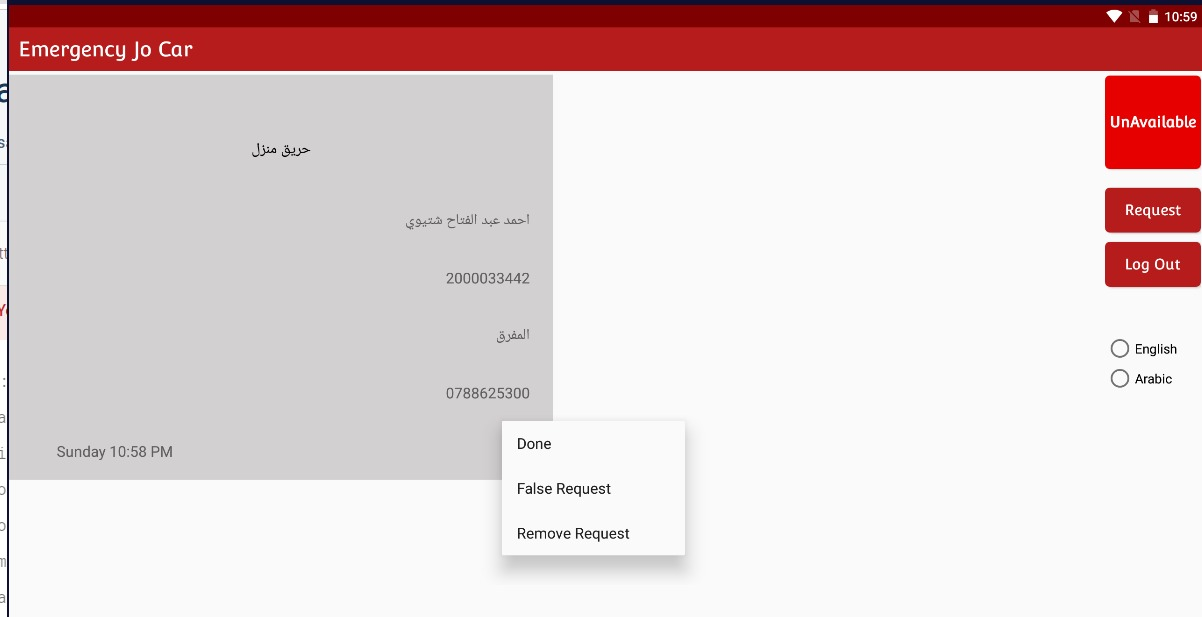 10:59
Emergency Jo Car
UnAvailable
حريق منزل
Request
احمد عبد الفتاح شتيوي
Log Out
2000033442
المفرق
English
Arabic
0788625300
Sunday 10:58 PM
Done
False Request
Remove Request